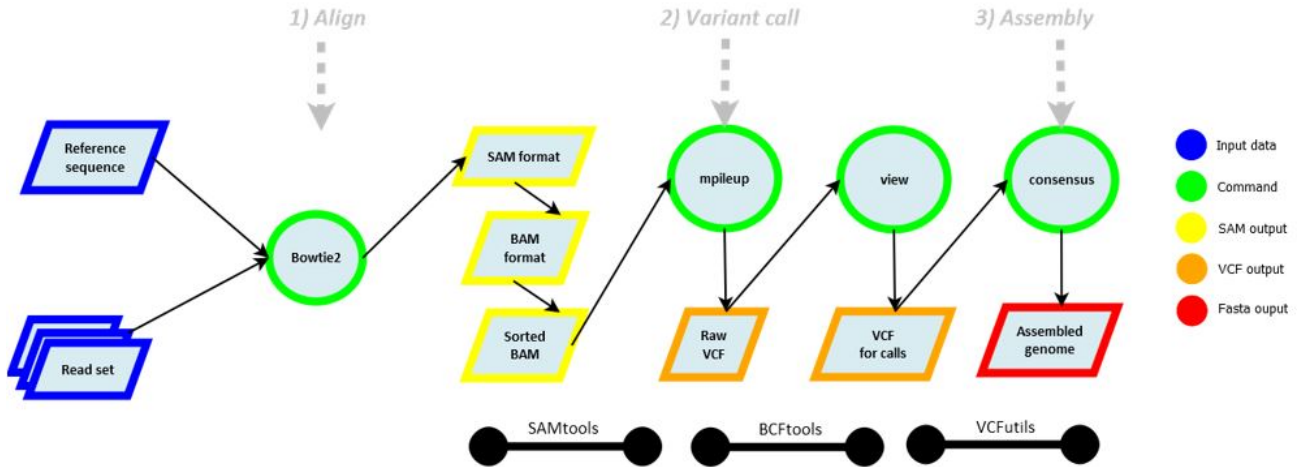 1) Align
2) Variant call
3) Assembly
Reference
sequence
Read set
Bowtie2
SAM format
BAM
format
Sorted
BAM
mpileup
Raw
VCF
view
VCF
for calls
consensus
Assembled
genome
Input data
Command
SAM output
VCF output
Fasta ouput
SAMtools
BCFtools
VCFutils